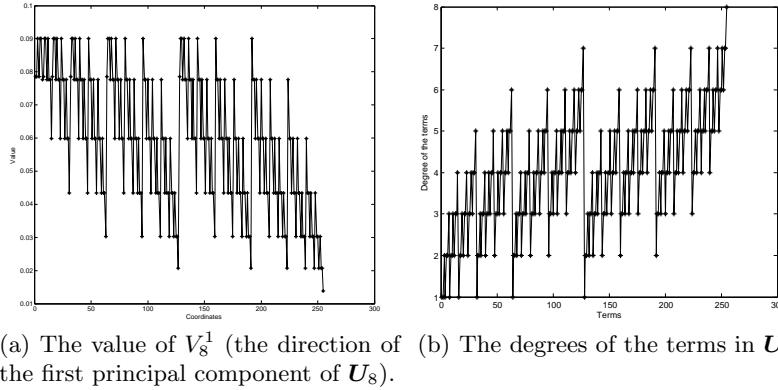 0.1
0.09
0.08
0.07
0.06
0.05
0.04
0.03
0.02
0.01
Value
0 50 100 150 200 250 300
Coordinates
8
7
6
5
4
3
2
1
Degree of the terms
0 50 100 150 200 250 300
Terms
(a) The value of V₈¹ (the direction of
the first principal component of U₈).
(b) The degrees of the terms in U